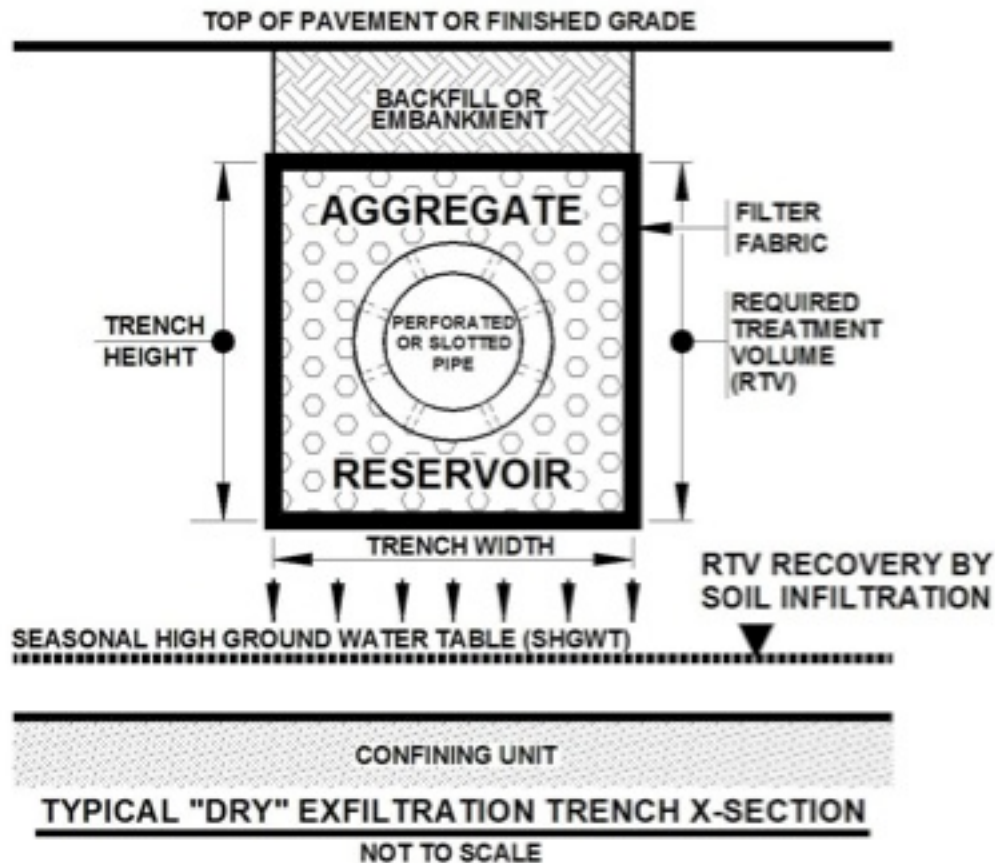 TOP OF PAVEMENT OR FINISHED GRADE
BACKFILL OR
EMBANKMENT
AGGREGATE
FILTER
FABRIC
PERFORATED
OR SLOTTED
PIPE
TRENCH
HEIGHT
REQUIRED
TREATMENT
VOLUME
(RTV)
RESERVOIR
TRENCH WIDTH
RTV RECOVERY BY
SOIL INFILTRATION
SEASONAL HIGH GROUND WATER TABLE (SHGWT)
CONFINING UNIT
TYPICAL "DRY" EXFILTRATION TRENCH X-SECTION
NOT TO SCALE